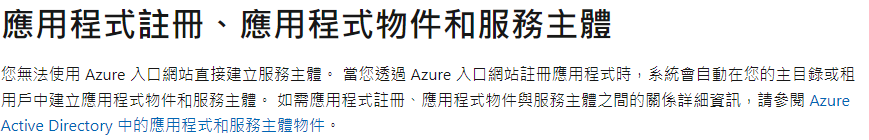 應用程式註冊、應用程式物件和服務主體
您無法使用 Azure 入口網站直接建立服務主體。 當您透過 Azure 入口網站註冊應用程式時，系統會自動在您的主目錄或租
用戶中建立應用程式物件和服務主體。 如需應用程式註冊、應用程式物件與服務主體之間的關係詳細資訊，請參閱 Azure
Active Directory 中的應用程式和服務主體物件。